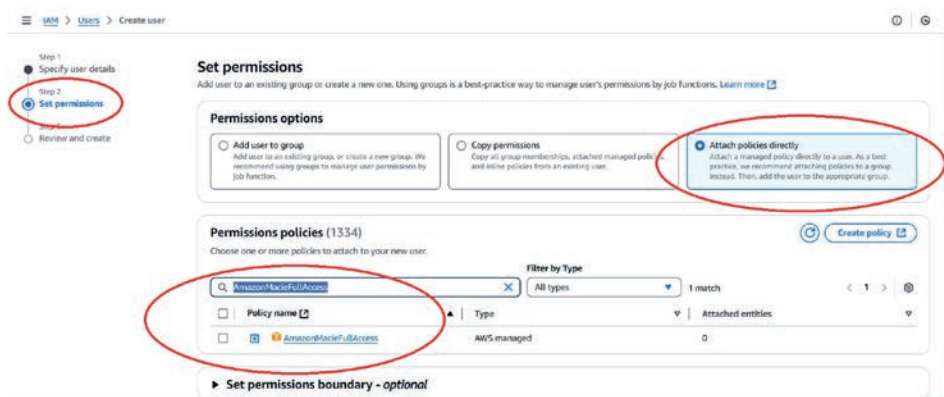 IAM > Users > Create user
Step 1
Specify user details
Step 2
Set permissions
Review and create
Set permissions
Add user to an existing group or create a new one. Using groups is a best-practice way to manage user's permissions by job functions. Learn more
Permissions options
Add user to group
Add user to an existing group, or create a new group. We
recommend using groups to manage user permissions by
job function.
Copy permissions
Copy all group memberships, attached managed policies,
and inline policies from an existing user.
Attach policies directly
Attach a managed policy directly to a user. As a best
practice, we recommend attaching policies to a group
instead. Then, add the user to the appropriate group.
Permissions policies (1334)
Choose one or more policies to attach to your new user.
Create policy
Filter by Type
AmazonMacieFullAccess
All types
1 match
1
Policy name
Type
Attached entities
AmazonMacieFullAccess
AWS managed
0
Set permissions boundary - optional